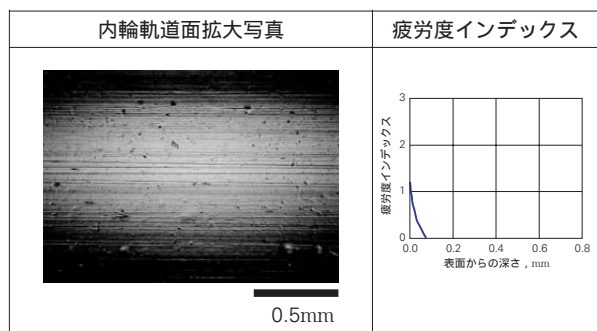 内輪軌道面拡大写真
疲労度インデックス
0.5mm
疲労度インデックス
3
2
1
0
0.0 0.2 0.4 0.6 0.8
表面からの深さ , mm